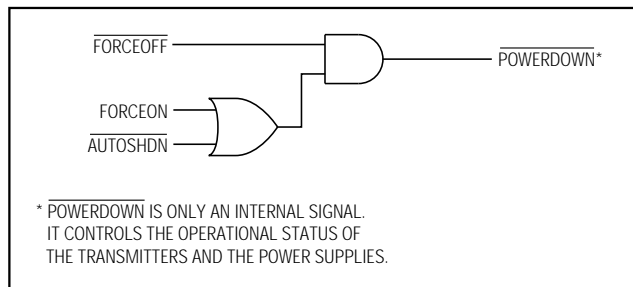 FORCEOFF
POWERDOWN*
FORCEON
AUTOSHDN
* POWERDOWN IS ONLY AN INTERNAL SIGNAL.
IT CONTROLS THE OPERATIONAL STATUS OF
THE TRANSMITTERS AND THE POWER SUPPLIES.